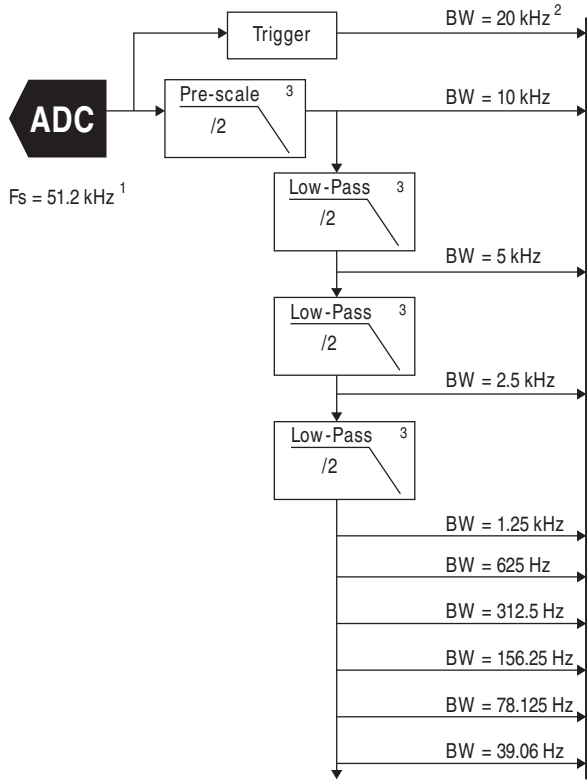 BW = 20 kHz 2
Trigger
ADC
Pre-scale 3
/2
BW = 10 kHz
Fs = 51.2 kHz 1
Low-Pass 3
/2
BW = 5 kHz
Low-Pass 3
/2
BW = 2.5 kHz
Low-Pass 3
/2
BW = 1.25 kHz
BW = 625 Hz
BW = 312.5 Hz
BW = 156.25 Hz
BW = 78.125 Hz
BW = 39.06 Hz